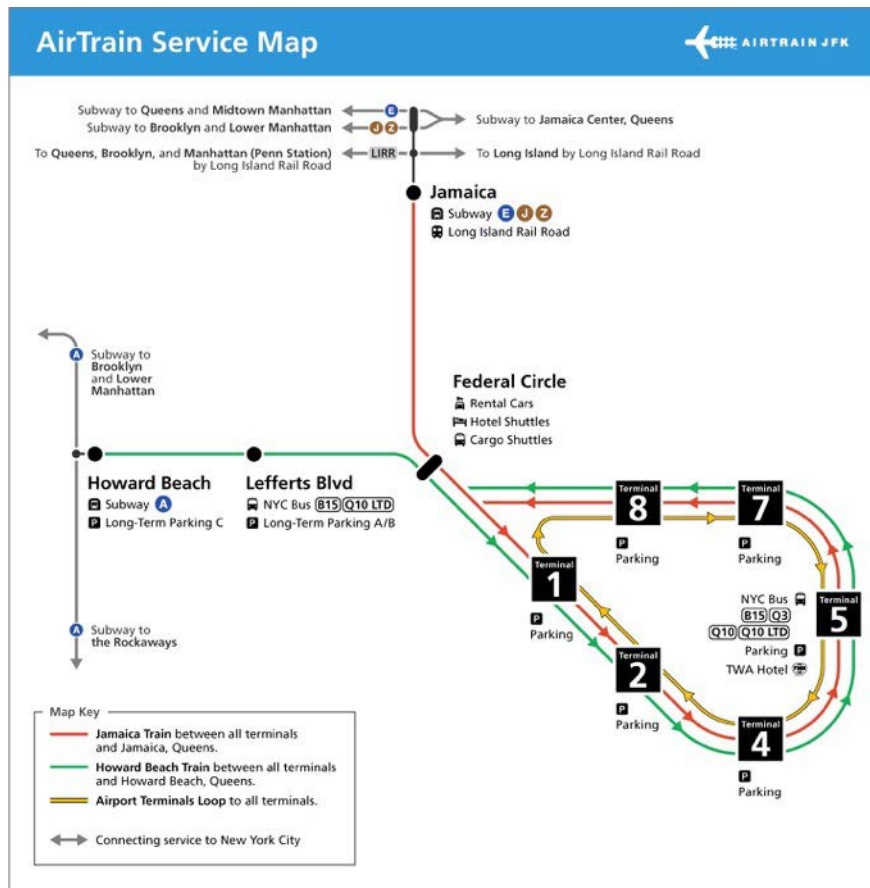 AirTrain Service Map
AIRTRAIN JFK
Subway to Queens and Midtown Manhattan
E
Subway to Brooklyn and Lower Manhattan
J Z
Subway to Jamaica Center, Queens
To Queens, Brooklyn, and Manhattan (Penn Station)
by Long Island Rail Road
LIRR
To Long Island by Long Island Rail Road
Jamaica
Subway E J Z
Long Island Rail Road
A
Subway to
Brooklyn
and Lower
Manhattan
Federal Circle
Rental Cars
Hotel Shuttles
Cargo Shuttles
Howard Beach
Subway A
P Long-Term Parking C
Lefferts Blvd
NYC Bus B15 Q10 LTD
P Long-Term Parking A/B
Terminal
8
P
Parking
Terminal
7
P
Parking
Terminal
1
P
Parking
NYC Bus
B15 Q3
Q10 Q10 LTD
Parking P
TWA Hotel
Terminal
5
A
Subway to
the Rockaways
Terminal
2
P
Parking
Terminal
4
P
Parking
Map Key
Jamaica Train between all terminals
and Jamaica, Queens.
Howard Beach Train between all terminals
and Howard Beach, Queens.
Airport Terminals Loop to all terminals.
Connecting service to New York City